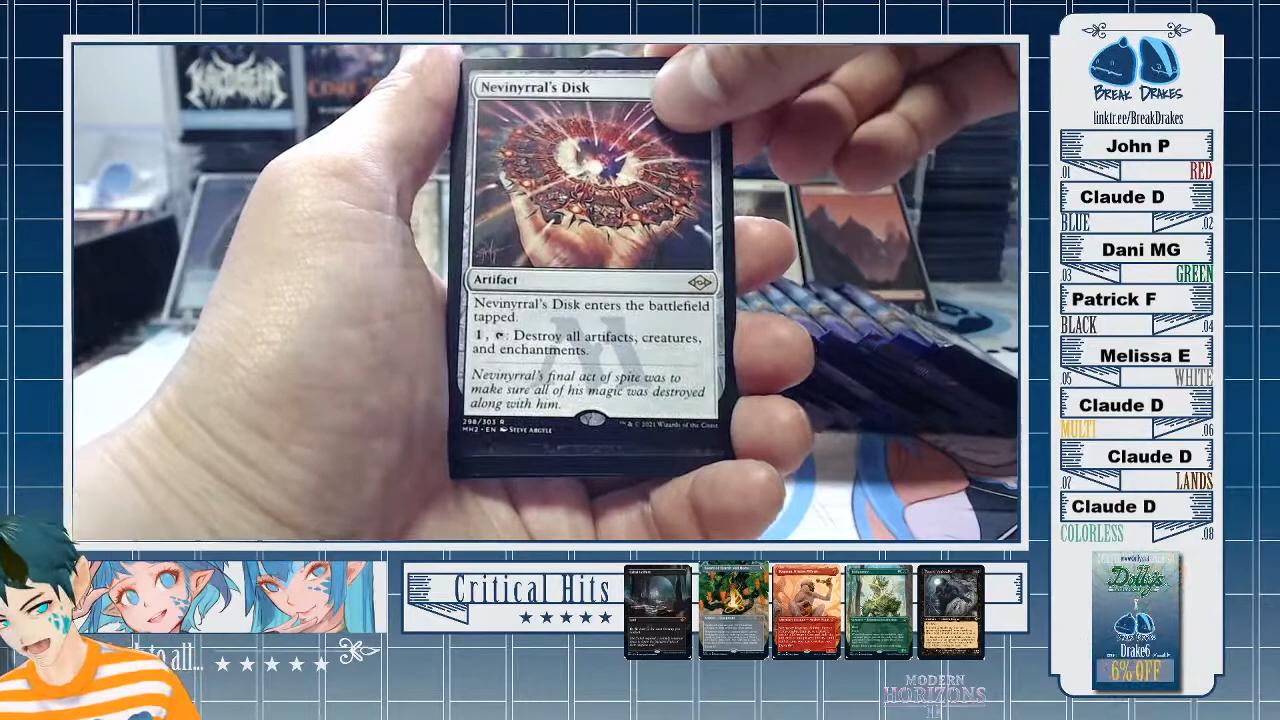 Nevinyrral's Disk
Artifact
Nevinyrral's Disk enters the battlefield
tapped.
1, : Destroy all artifacts, creatures,
and enchantments.
Nevinyrral's final act of spite was to
make sure all of his magic was destroyed
along with him.
298/303 R
MH2 • EN STEVE ARGYLE
™ & © 2021 Wizards of the Coast
BREAK DRAKES
linktr.ee/BreakDrakes
John P
.01 RED
Claude D
BLUE .02
Dani MG
.03 GREEN
Patrick F
BLACK .04
Melissa E
.05 WHITE
Claude D
MULTI .06
Claude D
.07 LANDS
Claude D
COLORLESS .08
Drake6
6% OFF
Critical Hits
all...
MODERN
HORIZONS